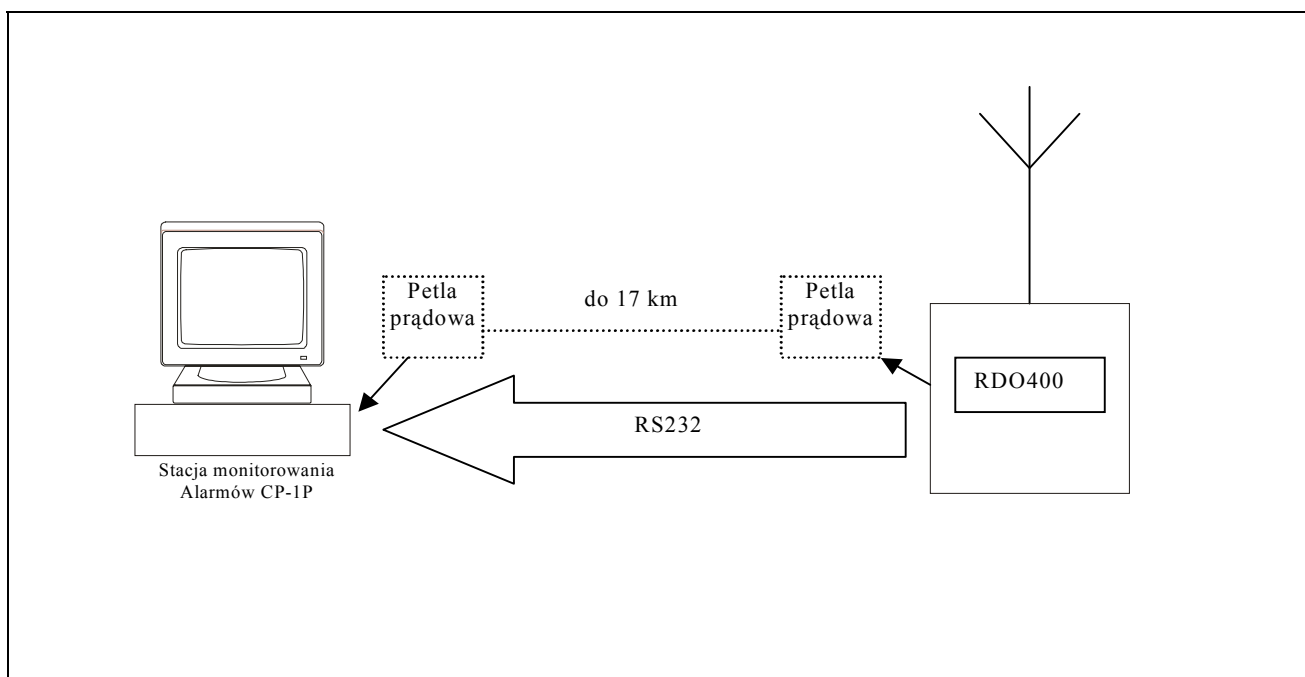 Petla
prądowa
do 17 km
Petla
prądowa
RDO400
RS232
Stacja monitorowania
Alarmów CP-1P